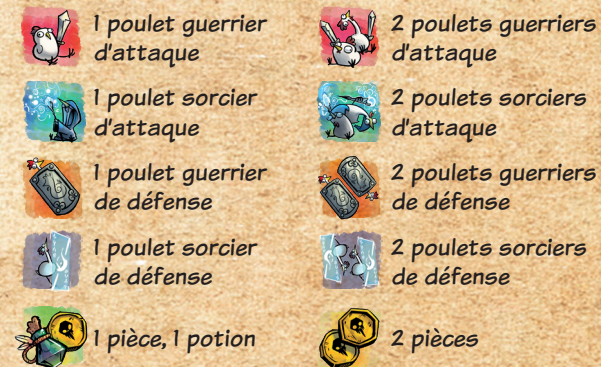 1 poulet guerrier
d'attaque
2 poulets guerriers
d'attaque
1 poulet sorcier
d'attaque
2 poulets sorciers
d'attaque
1 poulet guerrier
de défense
2 poulets guerriers
de défense
1 poulet sorcier
de défense
2 poulets sorciers
de défense
1 pièce, 1 potion
2 pièces